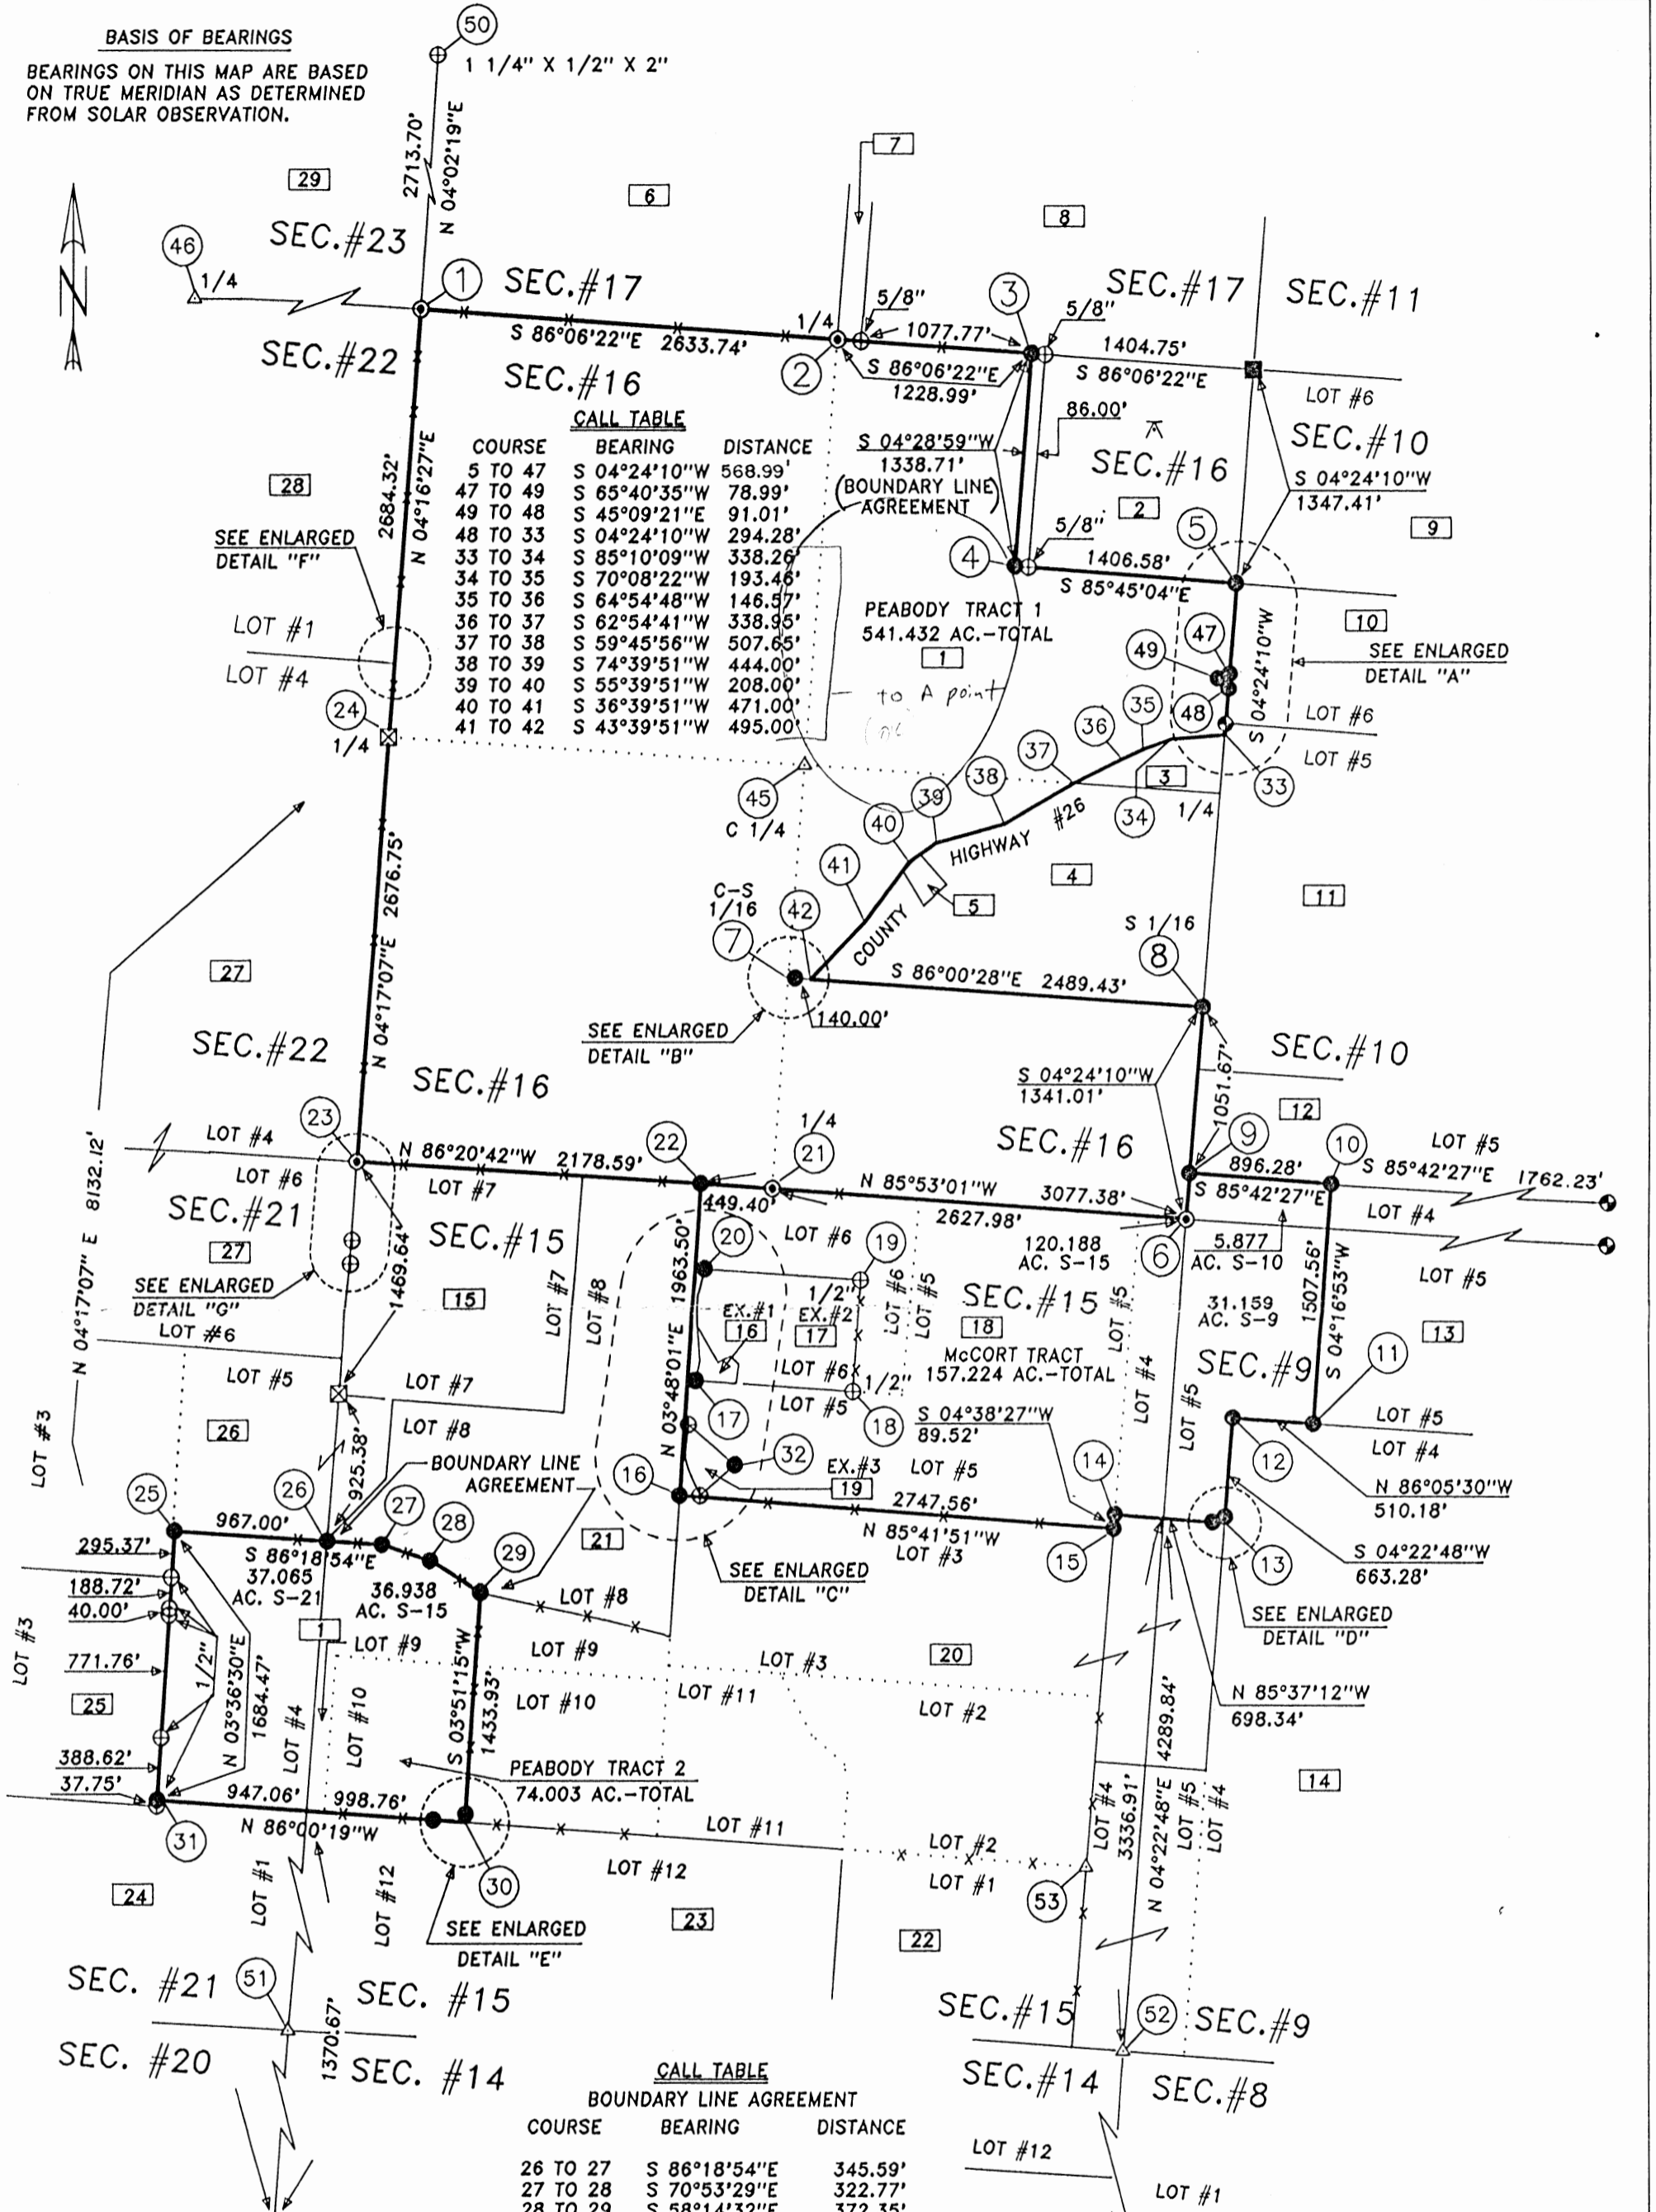 BASIS OF BEARINGS
BEARINGS ON THIS MAP ARE BASED
ON TRUE MERIDIAN AS DETERMINED
FROM SOLAR OBSERVATION.
50
1 1/4" X 1/2" X 2"
2713.70'
N 04°02'19"E
N
7
29
6
8
46
1/4
SEC.#23
1
SEC.#17
3
SEC.#17
SEC.#11
5/8"
5/8"
1/4
1077.77'
1404.75'
S 86°06'22"E 2633.74'
2
S 86°06'22"E
1228.99'
S 86°06'22"E
LOT #6
SEC.#22
SEC.#16
86.00'
SEC.#10
SEC.#16
CALL TABLE
COURSE BEARING DISTANCE
5 TO 47 S 04°24'10"W 568.99'
47 TO 49 S 65°40'35"W 78.99'
49 TO 48 S 45°09'21"E 91.01'
48 TO 33 S 04°24'10"W 294.28'
33 TO 34 S 85°10'09"W 338.26'
34 TO 35 S 70°08'22"W 193.46'
35 TO 36 S 64°54'48"W 146.57'
36 TO 37 S 62°54'41"W 338.95'
37 TO 38 S 59°45'56"W 507.65'
38 TO 39 S 74°39'51"W 444.00'
39 TO 40 S 55°39'51"W 208.00'
40 TO 41 S 36°39'51"W 471.00'
41 TO 42 S 43°39'51"W 495.00'
S 04°28'59"W
1338.71'
(BOUNDARY LINE)
AGREEMENT
S 04°24'10"W
1347.41'
2
9
5
5/8"
4
1406.58'
S 85°45'04"E
2684.32'
N 04°16'27"E
28
SEE ENLARGED
DETAIL "F"
LOT #1
LOT #4
24
1/4
PEABODY TRACT 1
541.432 AC.-TOTAL
1
to A point
47
49
48
S 04°24'10"W
10
SEE ENLARGED
DETAIL "A"
LOT #6
LOT #5
35
36
37
38
39
40
41
42
3
34
33
1/4
45
C 1/4
COUNTY HIGHWAY #26
4
5
11
C-S
1/16
7
S 1/16
8
S 86°00'28"E 2489.43'
140.00'
SEE ENLARGED
DETAIL "B"
N 04°17'07"E 2676.75'
27
SEC.#22
SEC.#16
N 04°17'07" E 8132.12'
SEC.#10
S 04°24'10"W
1341.01'
1051.67'
12
23
LOT #4
LOT #6
N 86°20'42"W 2178.59'
LOT #7
22
1/4
21
SEC.#16
N 85°53'01"W
2627.98'
3077.38'
9
10
896.28'
S 85°42'27"E
LOT #5
S 85°42'27"E 1762.23'
LOT #4
LOT #5
449.40'
SEC.#21
27
SEE ENLARGED
DETAIL "G"
LOT #6
LOT #5
SEC.#15
1469.64'
15
LOT #7
LOT #8
LOT #7
LOT #8
1963.50'
N 03°48'01"E
20
LOT #6
19
1/2"
LOT #6
LOT #5
EX.#1
16
EX.#2
17
LOT #6
LOT #5
1/2"
17
18
120.188
AC. S-15
SEC.#15
18
McCORT TRACT
157.224 AC.-TOTAL
LOT #5
LOT #4
LOT #5
6
5.877
AC. S-10
31.159
AC. S-9
SEC.#9
1507.56'
S 04°16'53"W
13
11
LOT #5
LOT #4
S 04°38'27"W
89.52'
14
12
N 86°05'30"W
510.18'
26
LOT #3
925.38'
BOUNDARY LINE
AGREEMENT
16
32
EX.#3
19
LOT #5
2747.56'
N 85°41'51"W
LOT #3
15
13
S 04°22'48"W
663.28'
SEE ENLARGED
DETAIL "D"
25
26
27
28
29
21
967.00'
S 86°18'54"E
37.065
AC. S-21
36.938
AC. S-15
SEE ENLARGED
DETAIL "C"
295.37'
188.72'
40.00'
1/2"
771.76'
25
388.62'
37.75'
N 03°36'30"E
1684.47'
LOT #3
1
LOT #8
LOT #9
LOT #9
LOT #3
20
LOT #4
LOT #10
S 03°51'15"W
1433.93'
LOT #10
LOT #11
LOT #2
N 85°37'12"W
698.34'
PEABODY TRACT 2
74.003 AC.-TOTAL
947.06' 998.76'
N 86°00'19"W
31
30
LOT #11
LOT #12
LOT #2
LOT #1
LOT #4
3336.91'
N 04°22'48"E 4289.84'
LOT #5
LOT #4
14
53
24
LOT #1
LOT #12
SEE ENLARGED
DETAIL "E"
23
22
SEC. #21
51
SEC. #15
SEC.#15
52
SEC.#9
SEC. #20
1370.67'
SEC. #14
SEC.#14
SEC.#8
CALL TABLE
BOUNDARY LINE AGREEMENT
COURSE BEARING DISTANCE
26 TO 27 S 86°18'54"E 345.59'
27 TO 28 S 70°53'29"E 322.77'
28 TO 29 S 58°14'32"E 372.35'
LOT #12
LOT #1